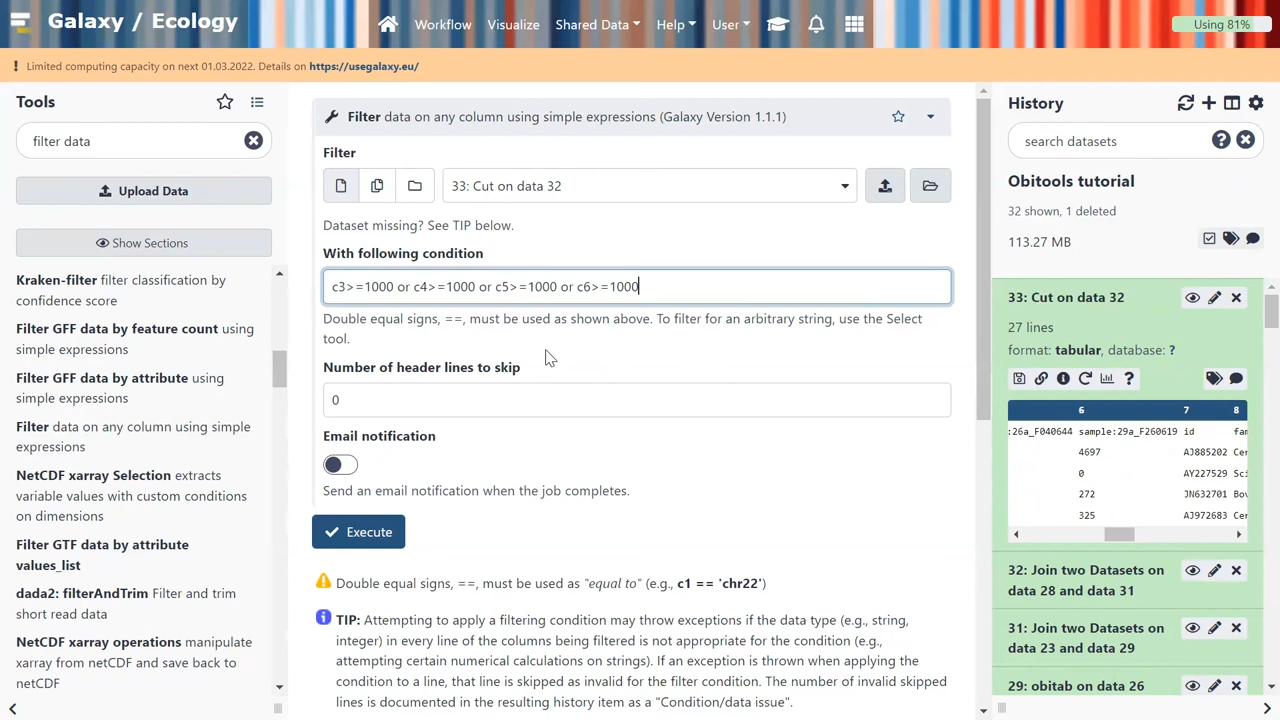 Galaxy / Ecology
Workflow
Visualize
Shared Data
Help
User
Using 81%
Limited computing capacity on next 01.03.2022. Details on https://usegalaxy.eu/
Tools
filter data
Upload Data
Show Sections
Kraken-filter filter classification by
confidence score
Filter GFF data by feature count using
simple expressions
Filter GFF data by attribute using
simple expressions
Filter data on any column using simple
expressions
NetCDF xarray Selection extracts
variable values with custom conditions
on dimensions
Filter GTF data by attribute
values_list
dada2: filterAndTrim Filter and trim
short read data
NetCDF xarray operations manipulate
xarray from netCDF and save back to
netCDF
Filter data on any column using simple expressions (Galaxy Version 1.1.1)
Filter
33: Cut on data 32
Dataset missing? See TIP below.
With following condition
c3>=1000 or c4>=1000 or c5>=1000 or c6>=1000
Double equal signs, ==, must be used as shown above. To filter for an arbitrary string, use the Select
tool.
Number of header lines to skip
0
Email notification
Send an email notification when the job completes.
Execute
Double equal signs, ==, must be used as "equal to" (e.g., c1 == 'chr22')
TIP: Attempting to apply a filtering condition may throw exceptions if the data type (e.g., string,
integer) in every line of the columns being filtered is not appropriate for the condition (e.g.,
attempting certain numerical calculations on strings). If an exception is thrown when applying the
condition to a line, that line is skipped as invalid for the filter condition. The number of invalid skipped
lines is documented in the resulting history item as a "Condition/data issue".
History
search datasets
Obitools tutorial
32 shown, 1 deleted
113.27 MB
33: Cut on data 32
27 lines
format: tabular, database: ?
6 7 8
:26a_F040644 sample:29a_F260619 id fam
4697 AJ885202 Cer
0 AY227529 Sci
272 JN632701 Bov
325 AJ972683 Cer
32: Join two Datasets on
data 28 and data 31
31: Join two Datasets on
data 23 and data 29
29: obitab on data 26